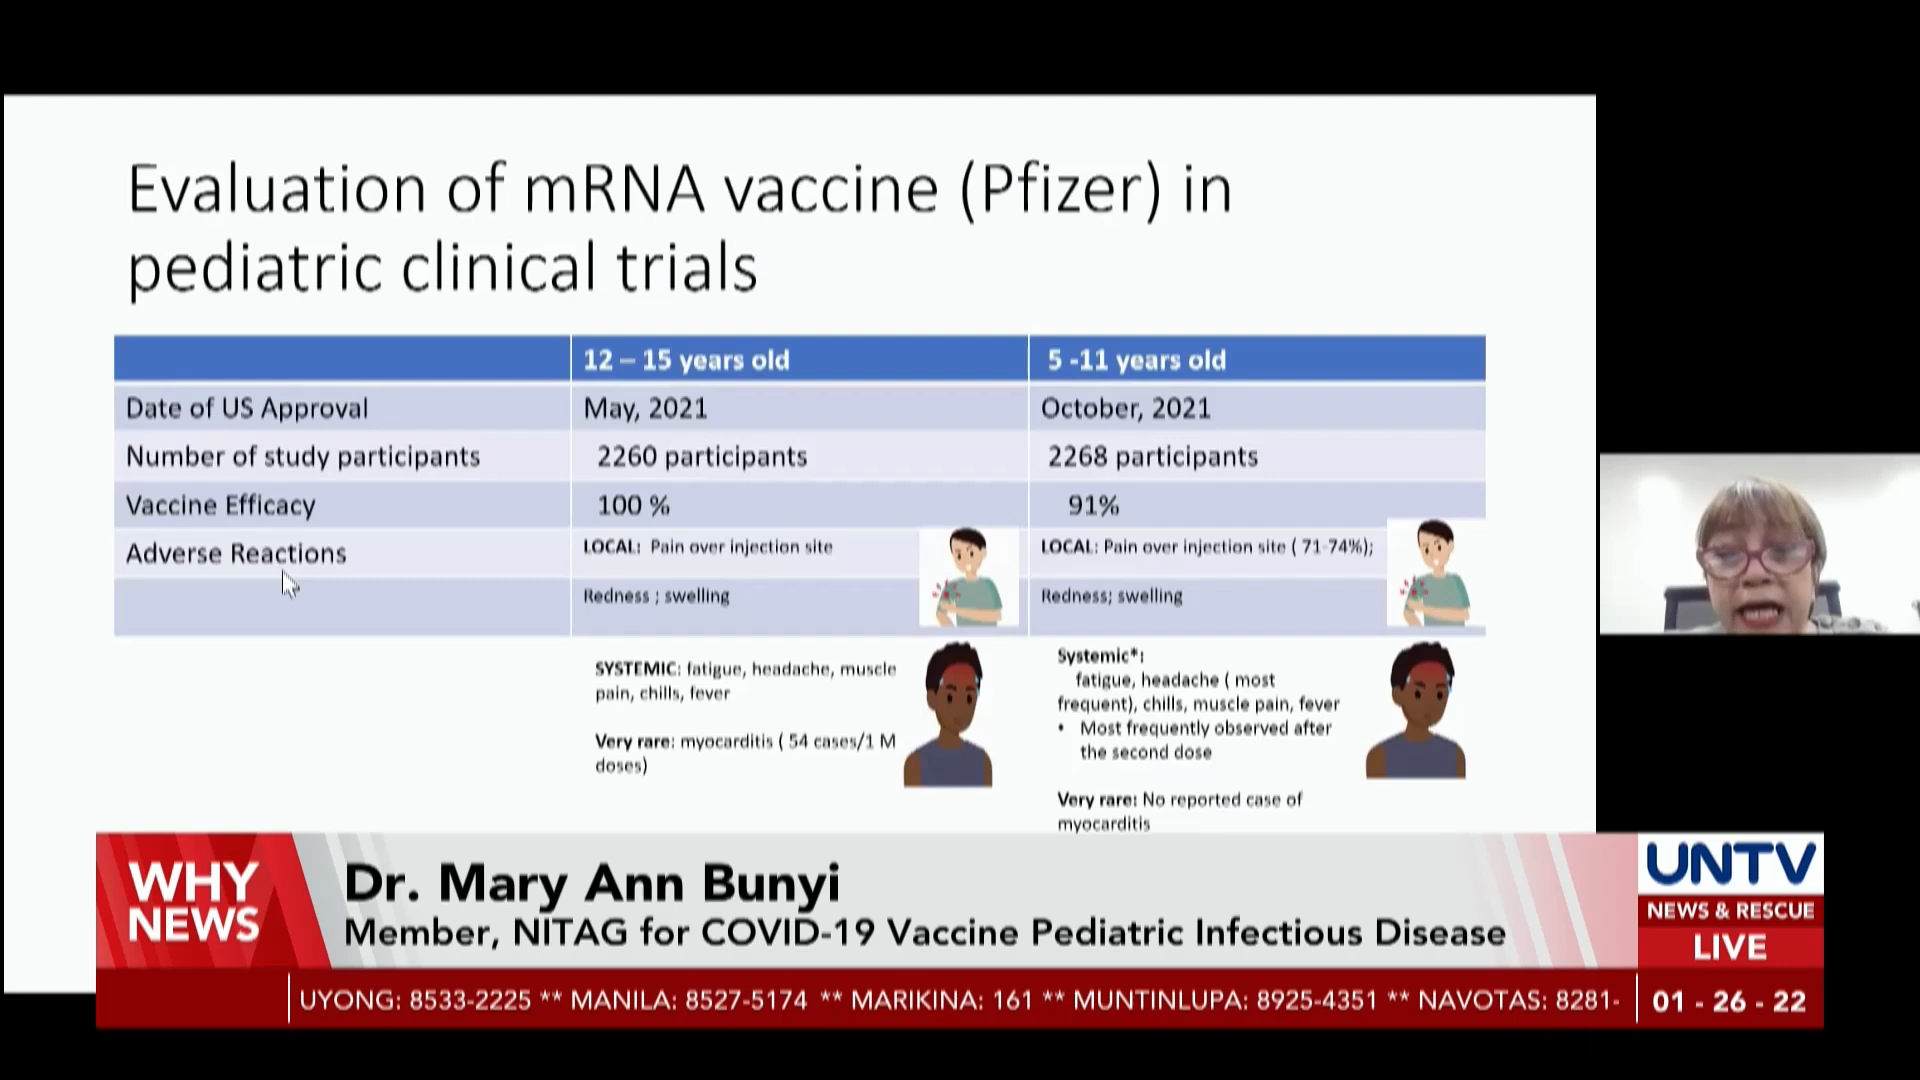 Evaluation of mRNA vaccine (Pfizer) in
pediatric clinical trials
12 – 15 years old
5 -11 years old
Date of US Approval
May, 2021
October, 2021
Number of study participants
2260 participants
2268 participants
Vaccine Efficacy
100 %
91%
Adverse Reactions
LOCAL: Pain over injection site
LOCAL: Pain over injection site ( 71-74%);
Redness ; swelling
Redness; swelling
SYSTEMIC: fatigue, headache, muscle
pain, chills, fever
Very rare: myocarditis ( 54 cases/1 M
doses)
Systemic*:
fatigue, headache ( most
frequent), chills, muscle pain, fever
• Most frequently observed after
the second dose
Very rare: No reported case of
myocarditis
WHY
NEWS
Dr. Mary Ann Bunyi
Member, NITAG for COVID-19 Vaccine Pediatric Infectious Disease
UNTV
NEWS & RESCUE
LIVE
UYONG: 8533-2225 ** MANILA: 8527-5174 ** MARIKINA: 161 ** MUNTINLUPA: 8925-4351 ** NAVOTAS: 8281-
01 - 26 - 22